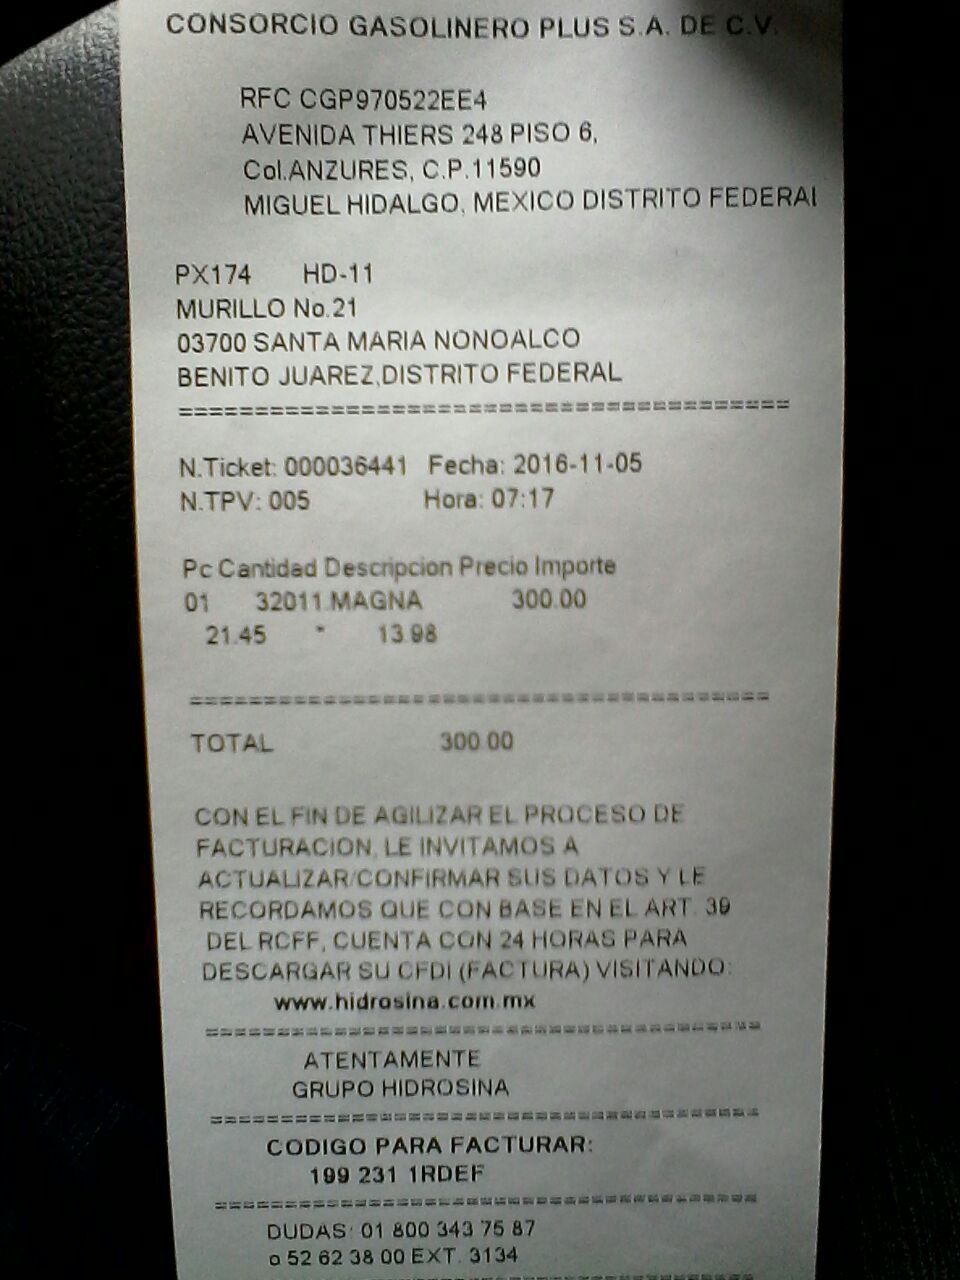 CONSORCIO GASOLINERO PLUS S.A. DE C.V.
RFC CGP970522EE4
AVENIDA THIERS 248 PISO 6,
Col.ANZURES, C.P.11590
MIGUEL HIDALGO, MEXICO DISTRITO FEDERAL
PX174 HD-11
MURILLO No.21
03700 SANTA MARIA NONOALCO
BENITO JUAREZ,DISTRITO FEDERAL
========================================
N.Ticket: 000036441 Fecha: 2016-11-05
N.TPV: 005 Hora: 07:17
Pc Cantidad Descripcion Precio Importe
01 32011 MAGNA 300.00
21.45 * 13.98
========================================
TOTAL 300.00
CON EL FIN DE AGILIZAR EL PROCESO DE
FACTURACION, LE INVITAMOS A
ACTUALIZAR/CONFIRMAR SUS DATOS Y LE
RECORDAMOS QUE CON BASE EN EL ART. 39
DEL RCFF, CUENTA CON 24 HORAS PARA
DESCARGAR SU CFDI (FACTURA) VISITANDO:
www.hidrosina.com.mx
========================================
ATENTAMENTE
GRUPO HIDROSINA
========================================
CODIGO PARA FACTURAR:
199 231 1RDEF
========================================
DUDAS: 01 800 343 75 87
o 52 62 38 00 EXT. 3134